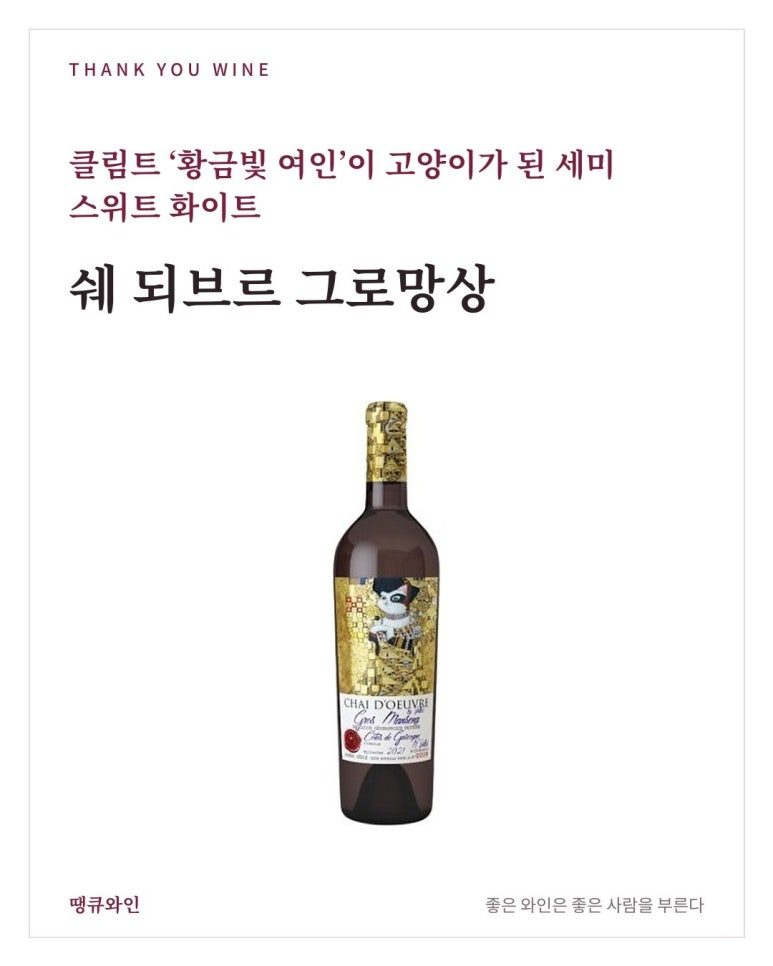 THANK YOU WINE
클림트 ‘황금빛 여인’이 고양이가 된 세미
스위트 화이트
쉐 되브르 그로망상
CHAI D'OEUVRE
Gros Manseng
Côtes de Gascogne
2021
땡큐와인
좋은 와인은 좋은 사람을 부른다